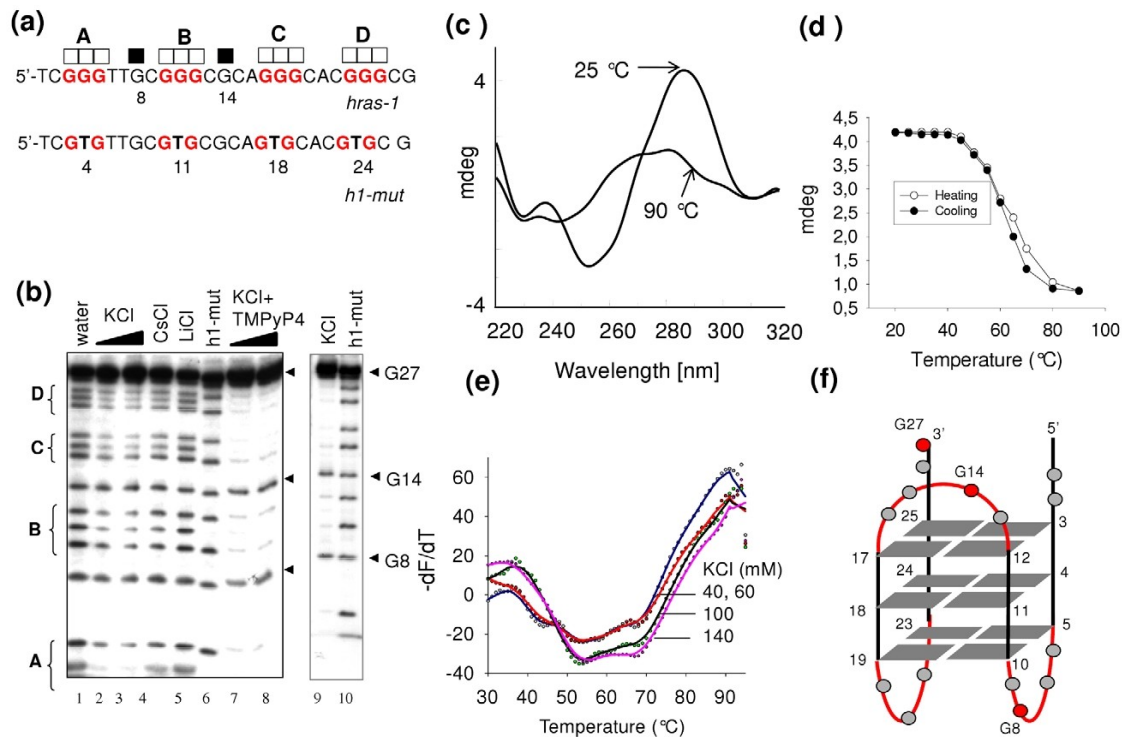 (a)
A B C D
5'-TCGGGTTGCGGGCGCAGGGCACGGGCG
8 14
hras-1
5'-TCGTGTTGCGTGCGCAGTGCACGTGC G
4 11 18 24
h1-mut
(b)
water KCl CsCl LiCl h1-mut KCl+ TMPyP4
KCl h1-mut
D
C
B
A
G27
G14
G8
1 2 3 4 5 6 7 8 9 10
(c)
4
-4
mdeg
25 °C
90 °C
220 240 260 280 290 300 320
Wavelength [nm]
(d)
4,5
4,0
3,5
3,0
2,5
2,0
1,5
1,0
0,5
mdeg
Heating
Cooling
20 40 60 80 100
Temperature (°C)
(e)
60
40
20
0
-20
-40
-dF/dT
KCl (mM)
40, 60
100
140
30 40 50 60 70 80 90
Temperature (°C)
(f)
G27
3'
5'
G14
25
3
17
12
24
4
18
11
23
5
19
10
G8